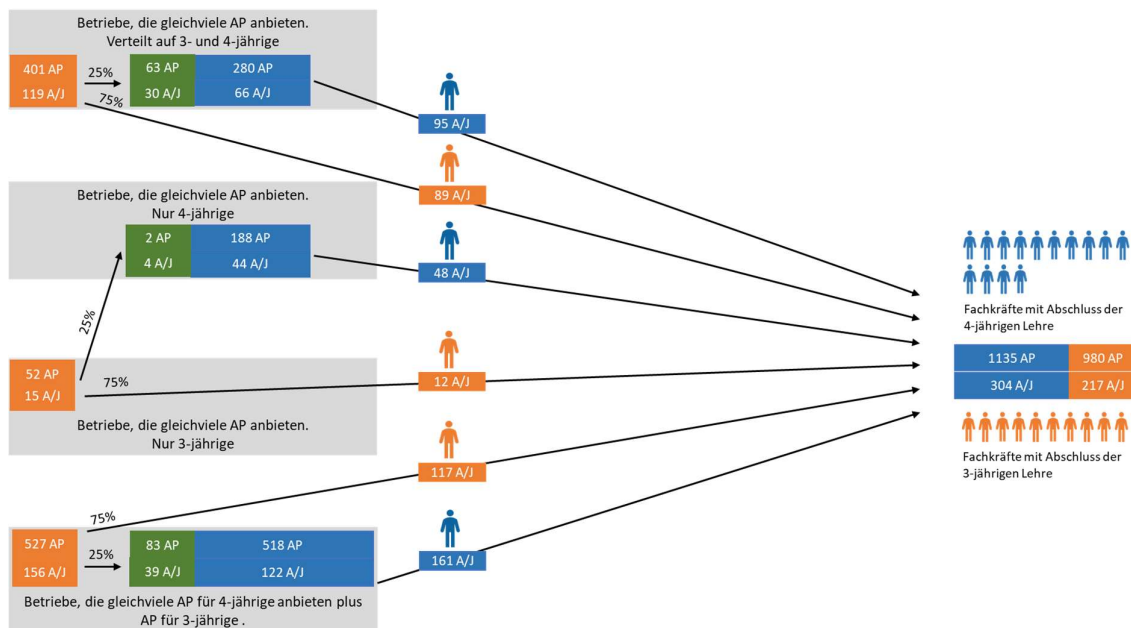 Betriebe, die gleichviele AP anbieten.
Verteilt auf 3- und 4-jährige
401 AP
119 A/J
25%
75%
63 AP
30 A/J
280 AP
66 A/J
95 A/J
89 A/J
Betriebe, die gleichviele AP anbieten.
Nur 4-jährige
2 AP
4 A/J
188 AP
44 A/J
48 A/J
25%
52 AP
15 A/J
75%
12 A/J
Betriebe, die gleichviele AP anbieten.
Nur 3-jährige
117 A/J
75%
527 AP
156 A/J
25%
83 AP
39 A/J
518 AP
122 A/J
161 A/J
Betriebe, die gleichviele AP für 4-jährige anbieten plus
AP für 3-jährige .
Fachkräfte mit Abschluss der
4-jährigen Lehre
1135 AP
980 AP
304 A/J
217 A/J
Fachkräfte mit Abschluss der
3-jährigen Lehre